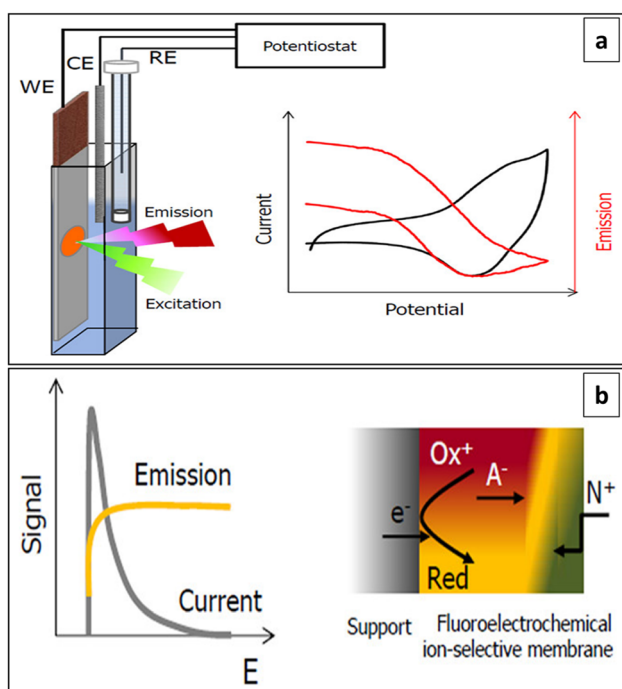 a
Potentiostat
RE
CE
WE
Emission
Excitation
Current
Emission
Potential
b
Signal
Emission
Current
E
Ox⁺
A⁻
N⁺
e⁻
Red
Support
Fluoroelectrochemical
ion-selective membrane